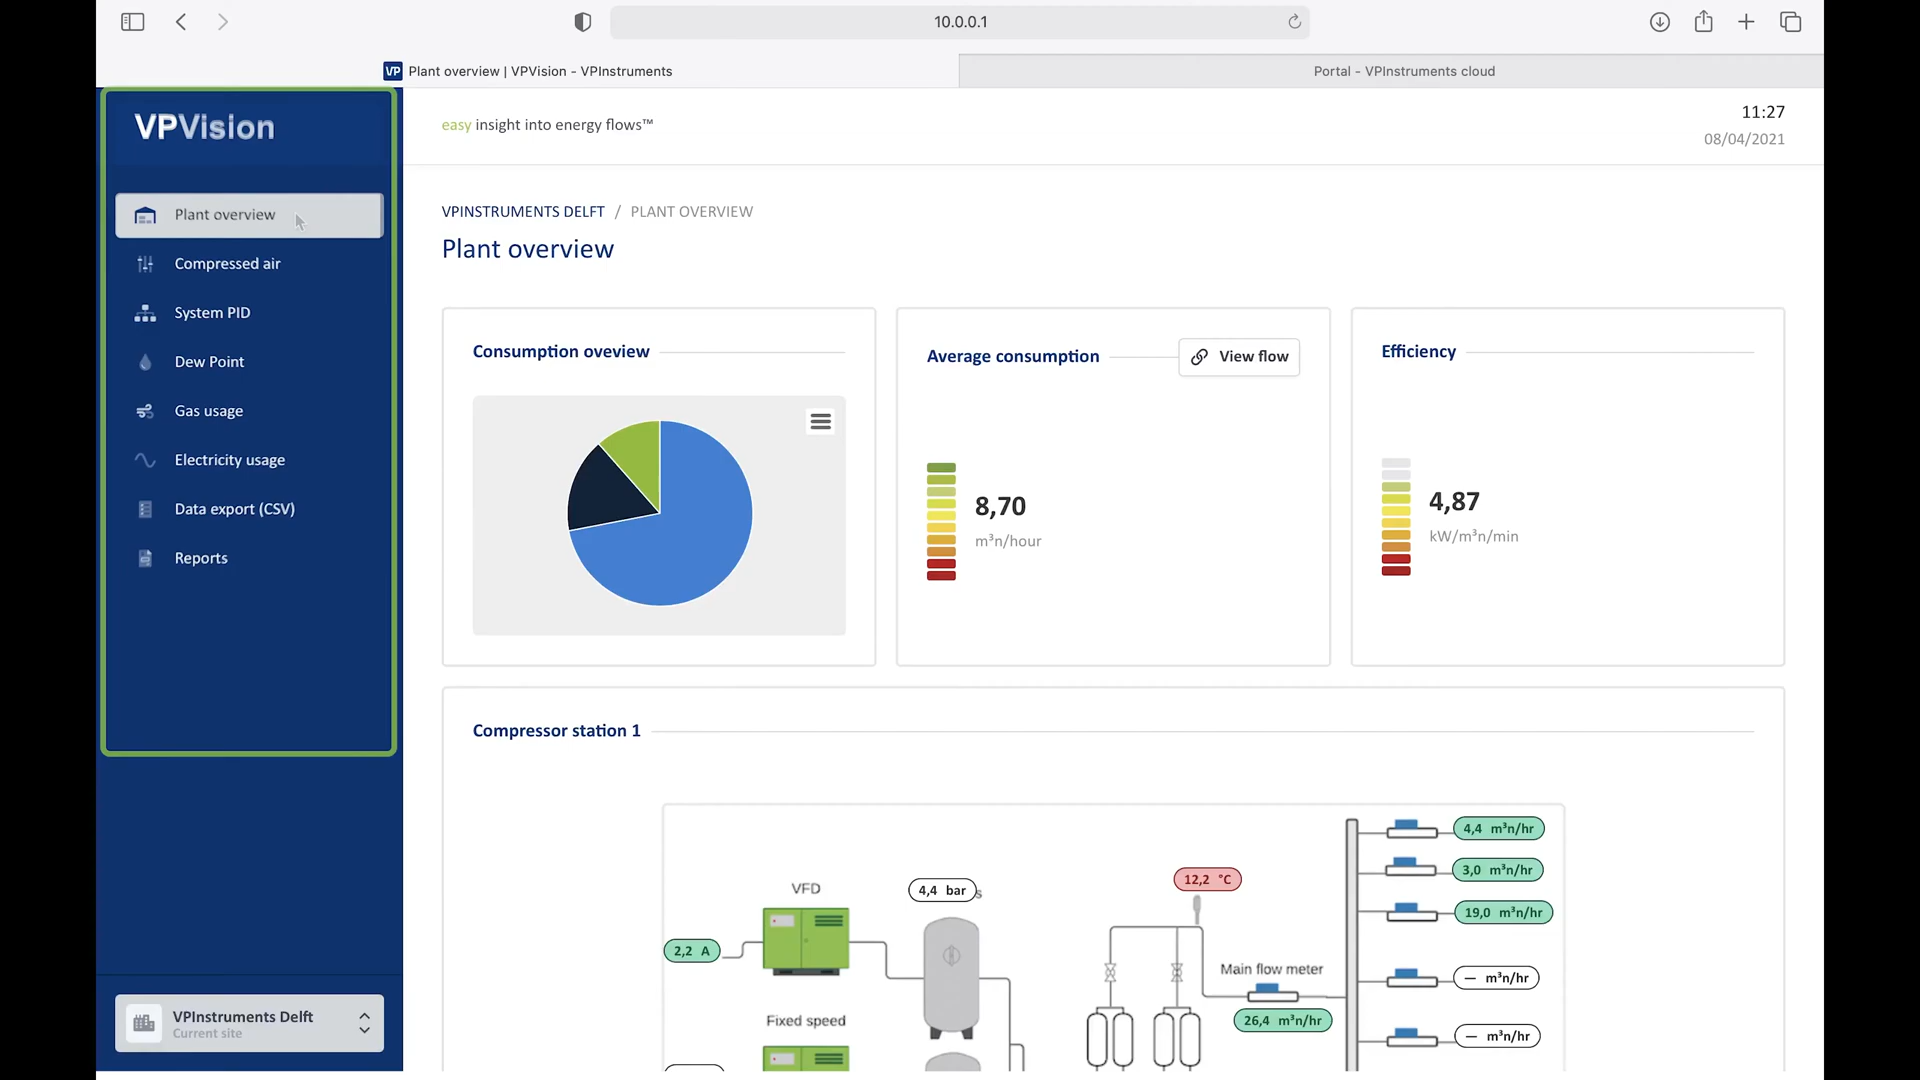 10.0.0.1
VP Plant overview | VPVision - VPInstruments
Portal - VPInstruments cloud
VPVision
easy insight into energy flows™
11:27
08/04/2021
Plant overview
Compressed air
System PID
Dew Point
Gas usage
Electricity usage
Data export (CSV)
Reports
VPInstruments Delft
Current site
VPINSTRUMENTS DELFT / PLANT OVERVIEW
Plant overview
Consumption oveview
Average consumption
View flow
8,70
m³n/hour
Efficiency
4,87
kW/m³n/min
Compressor station 1
VFD
2,2 A
4,4 bar
Fixed speed
12,2 °C
Main flow meter
26,4 m³n/hr
4,4 m³n/hr
3,0 m³n/hr
19,0 m³n/hr
— m³n/hr
— m³n/hr